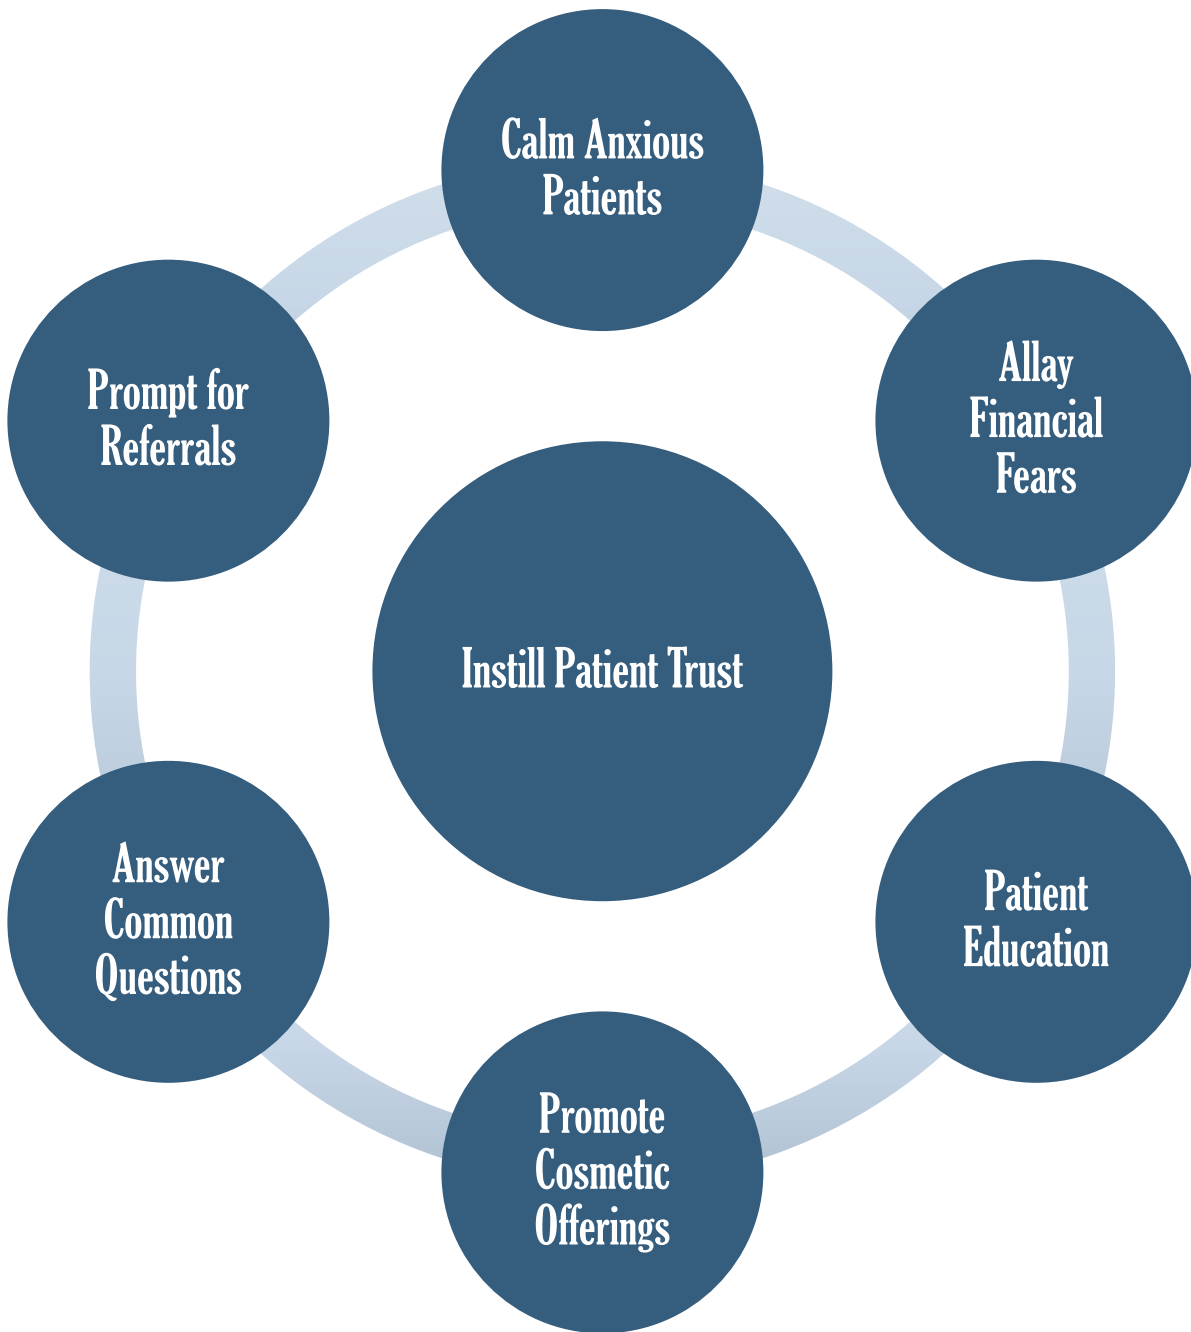 Calm Anxious
Patients
Allay
Financial
Fears
Patient
Education
Promote
Cosmetic
Offerings
Answer
Common
Questions
Prompt for
Referrals
Instill Patient Trust